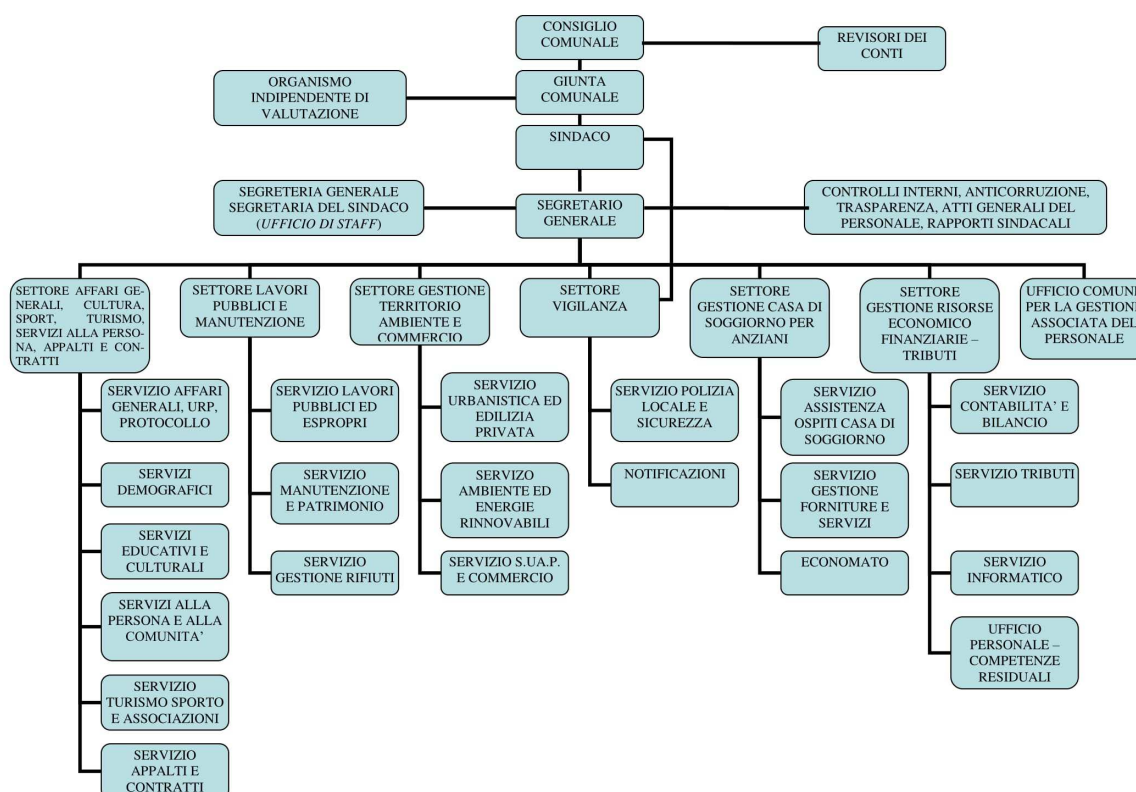 CONSIGLIO
COMUNALE
REVISORI DEI
CONTI
ORGANISMO
INDIPENDENTE DI
VALUTAZIONE
GIUNTA
COMUNALE
SINDACO
SEGRETERIA GENERALE
SEGRETARIA DEL SINDACO
(UFFICIO DI STAFF)
SEGRETARIO
GENERALE
CONTROLLI INTERNI, ANTICORRUZIONE,
TRASPARENZA, ATTI GENERALI DEL
PERSONALE, RAPPORTI SINDACALI
SETTORE AFFARI GE-
NERALI, CULTURA,
SPORT, TURISMO,
SERVIZI ALLA PERSO-
NA, APPALTI E CON-
TRATTI
SERVIZIO AFFARI
GENERALI, URP,
PROTOCOLLO
SERVIZI
DEMOGRAFICI
SERVIZI
EDUCATIVI E
CULTURALI
SERVIZI ALLA
PERSONA E ALLA
COMUNITA’
SERVIZIO
TURISMO SPORTO
E ASSOCIAZIONI
SERVIZIO
APPALTI E
CONTRATTI
SETTORE LAVORI
PUBBLICI E
MANUTENZIONE
SERVIZIO LAVORI
PUBBLICI ED
ESPROPRI
SERVIZIO
MANUTENZIONE
E PATRIMONIO
SERVIZIO
GESTIONE RIFIUTI
SETTORE GESTIONE
TERRITORIO
AMBIENTE E
COMMERCIO
SERVIZIO
URBANISTICA ED
EDILIZIA
PRIVATA
SERVIZO
AMBIENTE ED
ENERGIE
RINNOVABILI
SERVIZIO S.UA.P.
E COMMERCIO
SETTORE
VIGILANZA
SERVIZIO POLIZIA
LOCALE E
SICUREZZA
NOTIFICAZIONI
SETTORE
GESTIONE CASA DI
SOGGIORNO PER
ANZIANI
SERVIZIO
ASSISTENZA
OSPITI CASA DI
SOGGIORNO
SERVIZIO
GESTIONE
FORNITURE E
SERVIZI
ECONOMATO
SETTORE
GESTIONE RISORSE
ECONOMICO
FINANZIARIE –
TRIBUTI
SERVIZIO
CONTABILITA’ E
BILANCIO
SERVIZIO TRIBUTI
SERVIZIO
INFORMATICO
UFFICIO
PERSONALE –
COMPETENZE
RESIDUALI
UFFICIO COMUNE
PER LA GESTIONE
ASSOCIATA DEL
PERSONALE